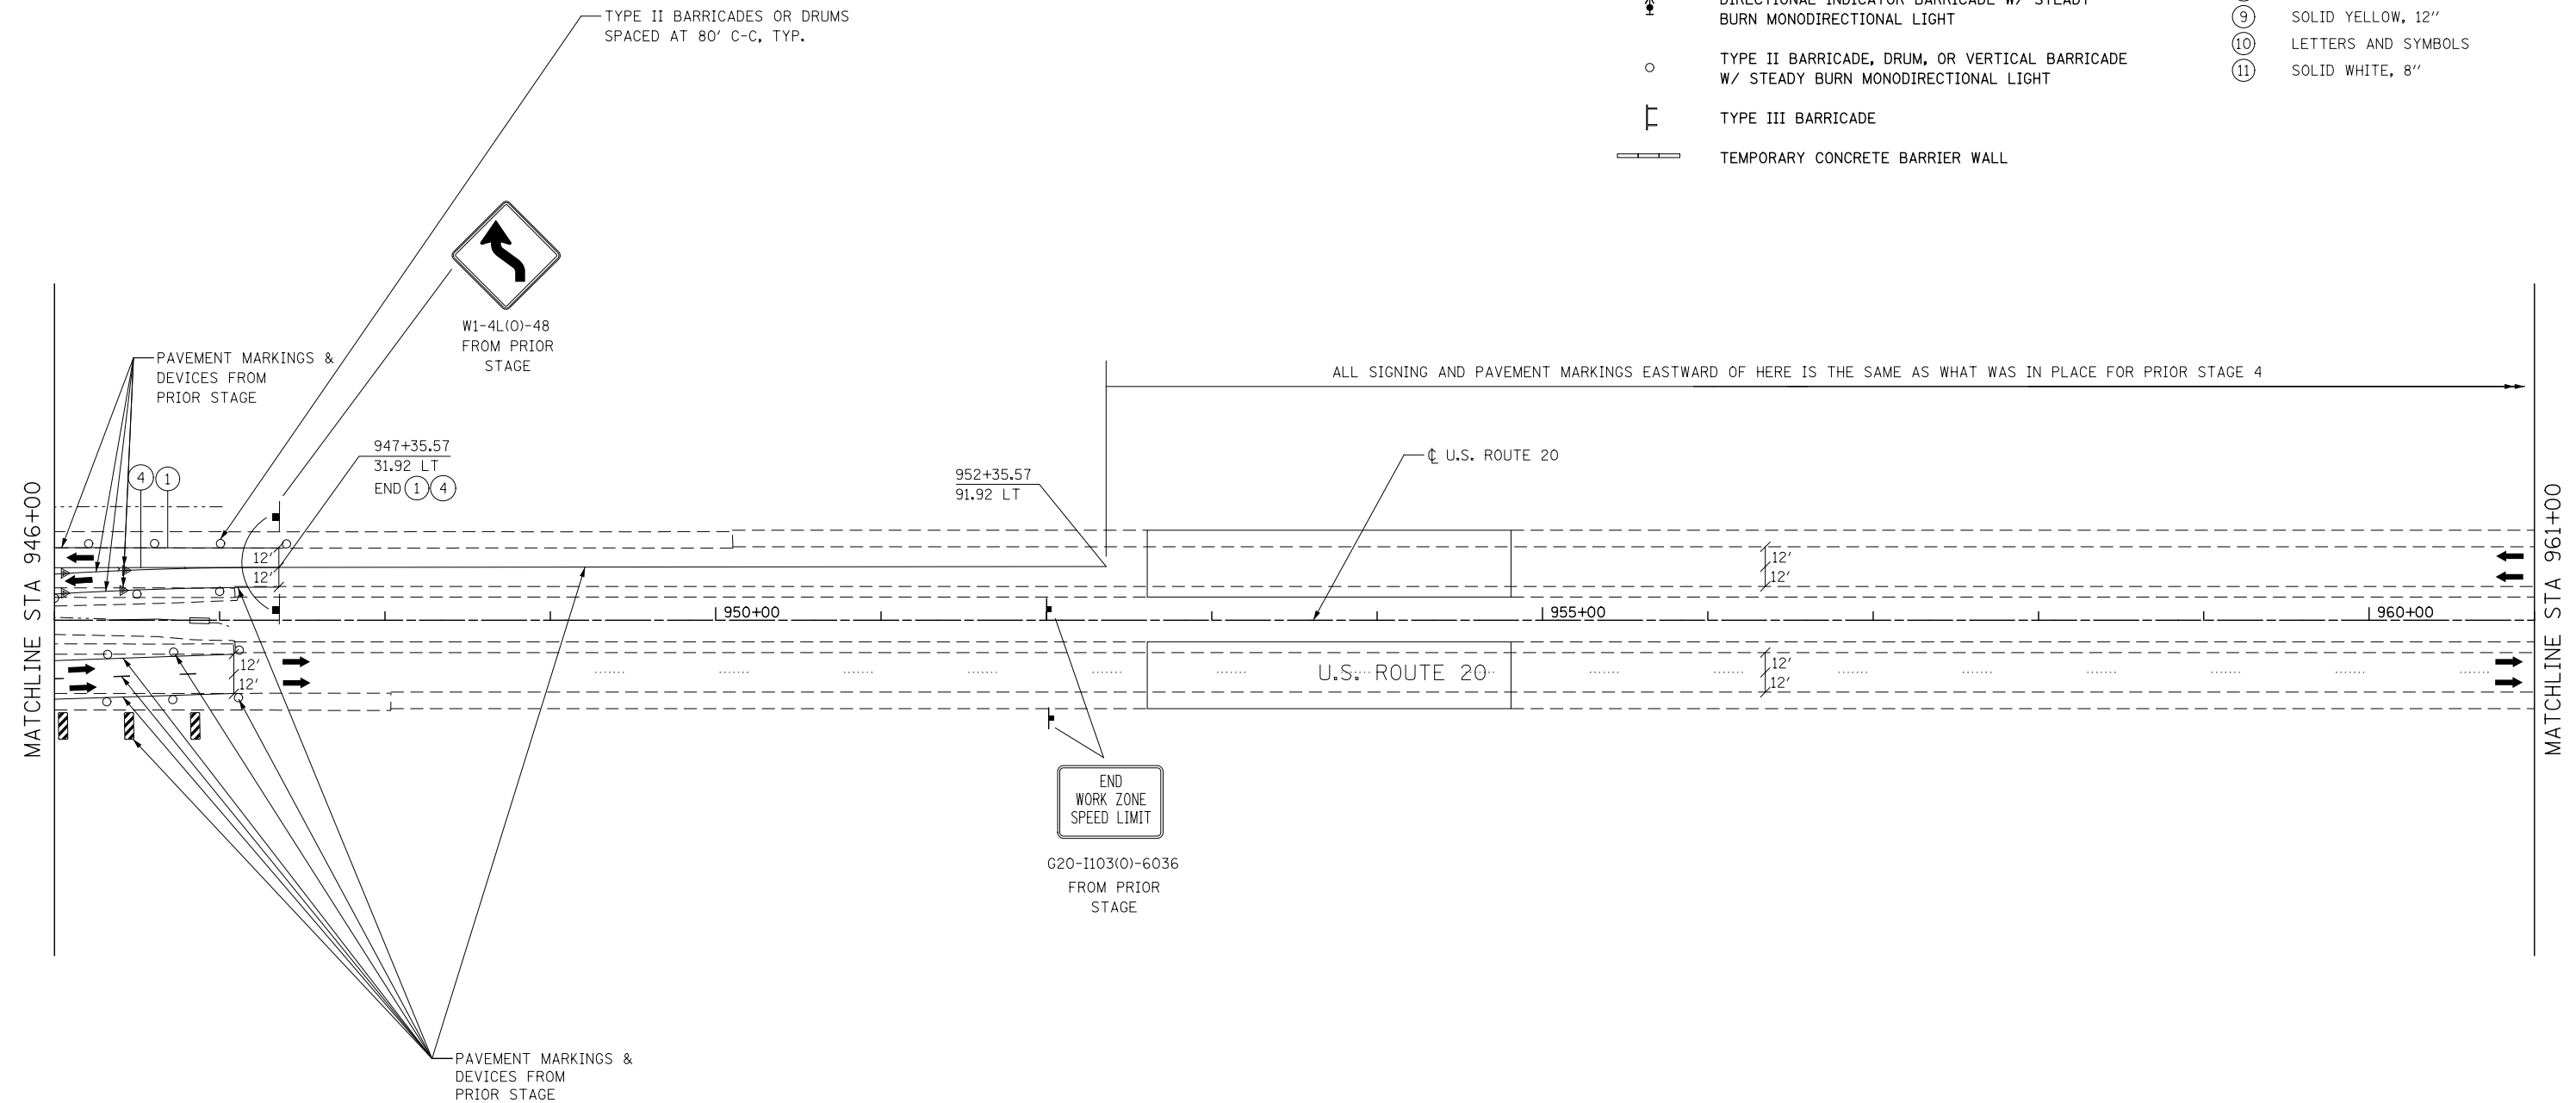 TYPE II BARRICADES OR DRUMS
SPACED AT 80' C-C, TYP.
DIRECTIONAL INDICATOR BARRICADE W/ STEADY
BURN MONODIRECTIONAL LIGHT
TYPE II BARRICADE, DRUM, OR VERTICAL BARRICADE
W/ STEADY BURN MONODIRECTIONAL LIGHT
TYPE III BARRICADE
TEMPORARY CONCRETE BARRIER WALL
9 SOLID YELLOW, 12"
10 LETTERS AND SYMBOLS
11 SOLID WHITE, 8"
W1-4L(O)-48
FROM PRIOR
STAGE
PAVEMENT MARKINGS &
DEVICES FROM
PRIOR STAGE
ALL SIGNING AND PAVEMENT MARKINGS EASTWARD OF HERE IS THE SAME AS WHAT WAS IN PLACE FOR PRIOR STAGE 4
4 1
947+35.57
31.92 LT
END 1 4
952+35.57
91.92 LT
℄ U.S. ROUTE 20
MATCHLINE STA 946+00
MATCHLINE STA 961+00
12'
12'
12'
12'
950+00
955+00
960+00
12'
12'
U.S. ROUTE 20
12'
12'
END
WORK ZONE
SPEED LIMIT
G20-I103(O)-6036
FROM PRIOR
STAGE
PAVEMENT MARKINGS &
DEVICES FROM
PRIOR STAGE